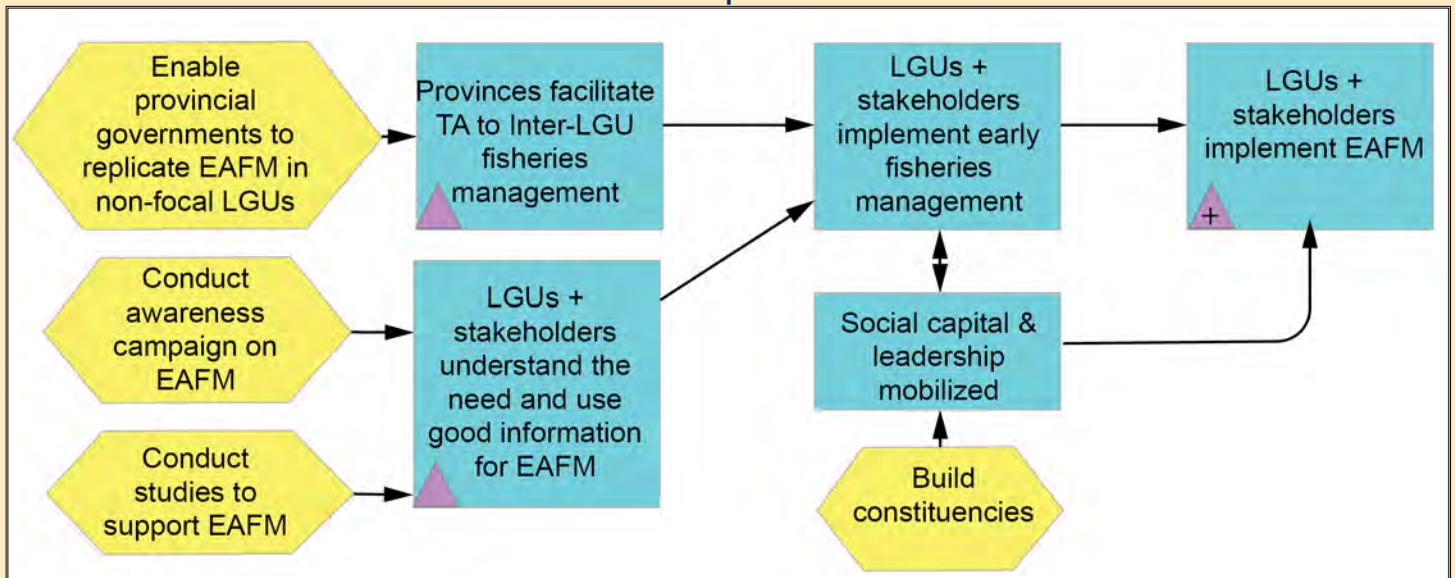 Enable
provincial
governments to
replicate EAFM in
non-focal LGUs
Provinces facilitate
TA to Inter-LGU
fisheries
management
LGUs +
stakeholders
implement early
fisheries
management
LGUs +
stakeholders
implement EAFM
+
Conduct
awareness
campaign on
EAFM
LGUs +
stakeholders
understand the
need and use
good information
for EAFM
Social capital &
leadership
mobilized
Conduct
studies to
support EAFM
Build
constituencies